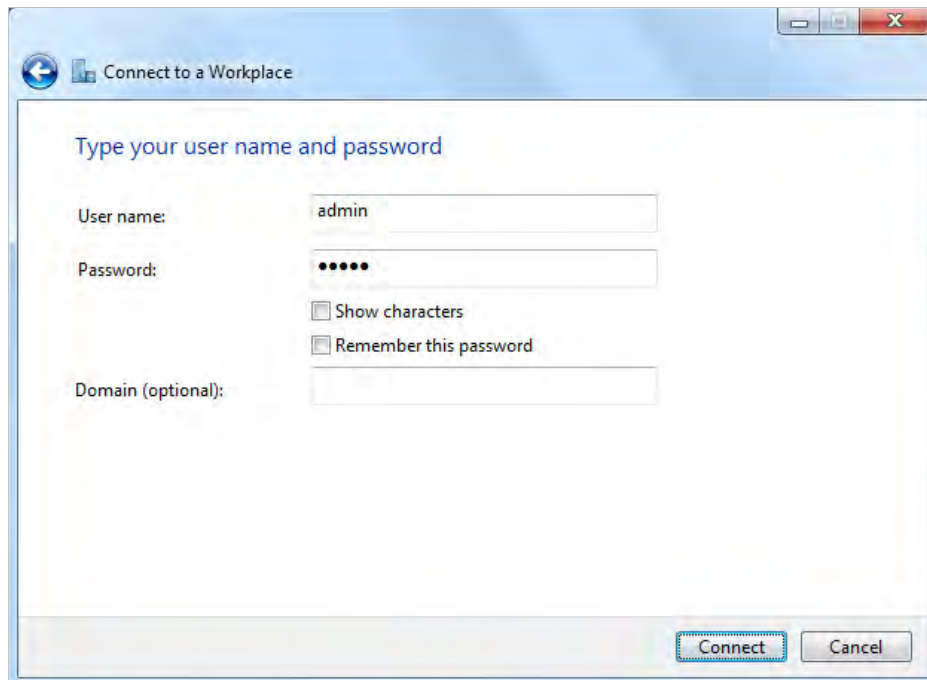 Connect to a Workplace
Type your user name and password
User name: admin
Password: •••••
Show characters
Remember this password
Domain (optional):
Connect Cancel